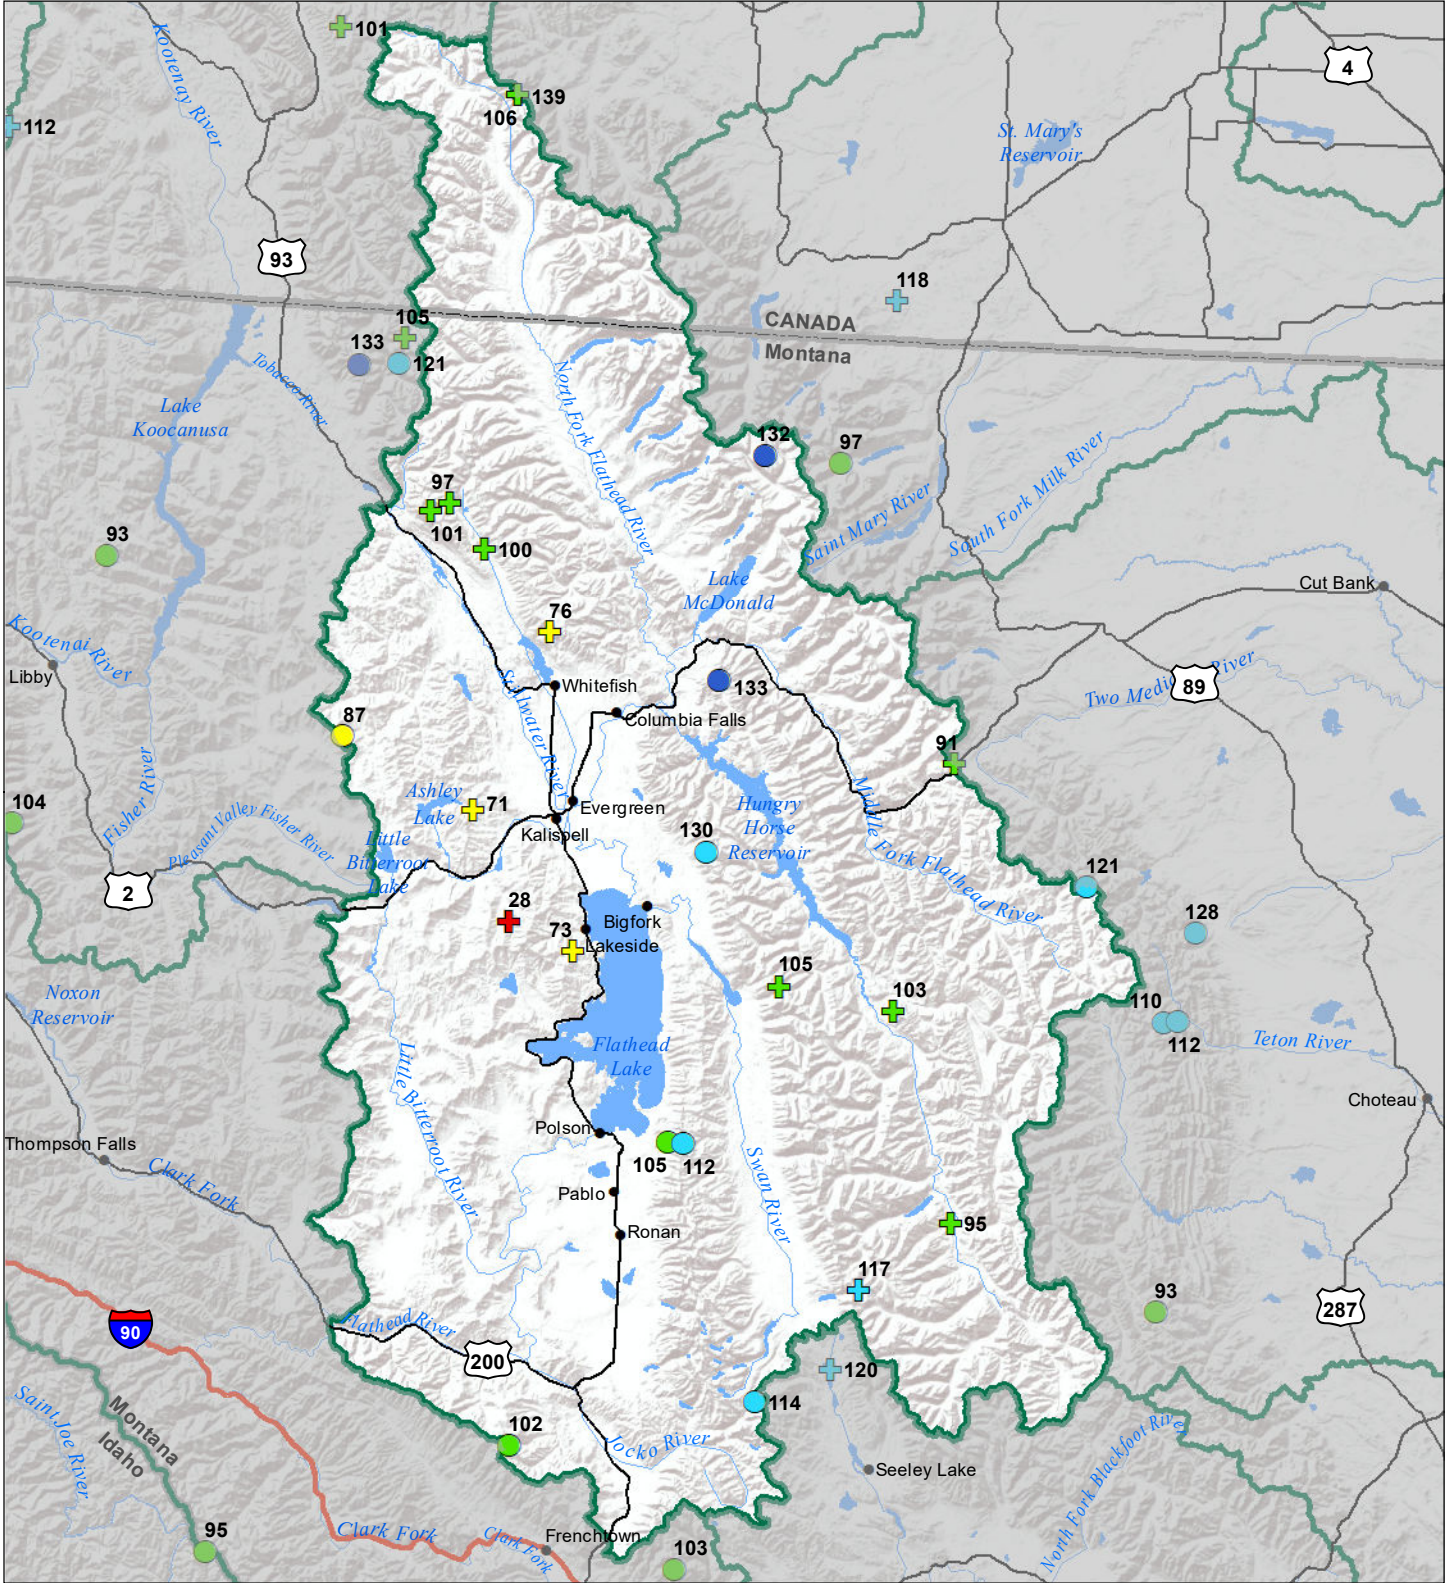 101
Kootenay River
4
139
106
112
St. Mary's
Reservoir
93
118
105
133
121
CANADA
Montana
Tobacco River
North Fork Flathead River
Lake
Koocanusa
132
97
97
101
100
South Fork Milk River
Saint Mary River
93
Lake
McDonald
Cut Bank
76
Kootenai River
Libby
Stillwater River
Whitefish
133
Two Medicine River
89
87
Columbia Falls
91
Fisher River
Ashley
Lake
71
Evergreen
Hungry
Horse
Reservoir
Middle Fork Flathead River
104
Pleasant Valley Fisher River
Kalispell
130
Little
Bitterroot
Lake
2
121
28
Bigfork
128
73
Lakeside
105
103
110
Noxon
Reservoir
112
Teton River
Flathead
Lake
Little Bitterroot River
Choteau
Polson
Thompson Falls
105
112
Clark Fork
Swan River
Pablo
95
Ronan
117
93
287
90
Flathead River
200
120
Saint Joe River
Montana
Idaho
114
102
Jocko River
North Fork Blackfoot River
Seeley Lake
95
Clark Fork
Clark Fork
Frenchtown
103